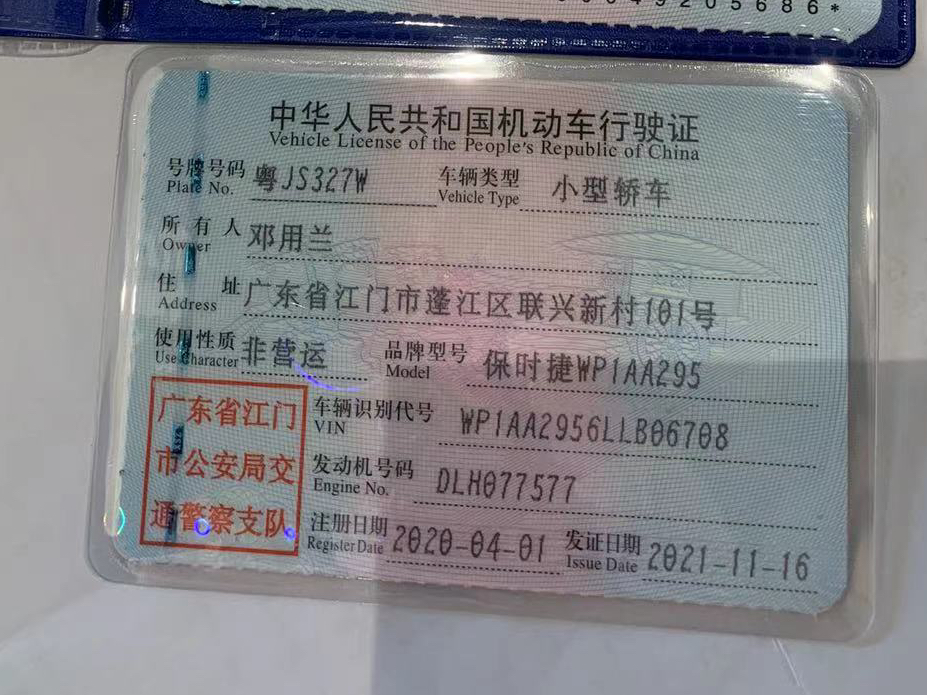 49205686*
中华人民共和国机动车行驶证
Vehicle License of the People's Republic of China
号牌号码 粤JS327W 车辆类型 小型轿车
Plate No. Vehicle Type
所有人 邓用兰
Owner
住址 广东省江门市蓬江区联兴新村101号
Address
使用性质 非营运 品牌型号 保时捷WP1AA295
Use Character Model
广东省江门
市公安局交
通警察支队
车辆识别代号 WP1AA2956LLB06708
VIN
发动机号码 DLH077577
Engine No.
注册日期 2020-04-01 发证日期 2021-11-16
Register Date Issue Date